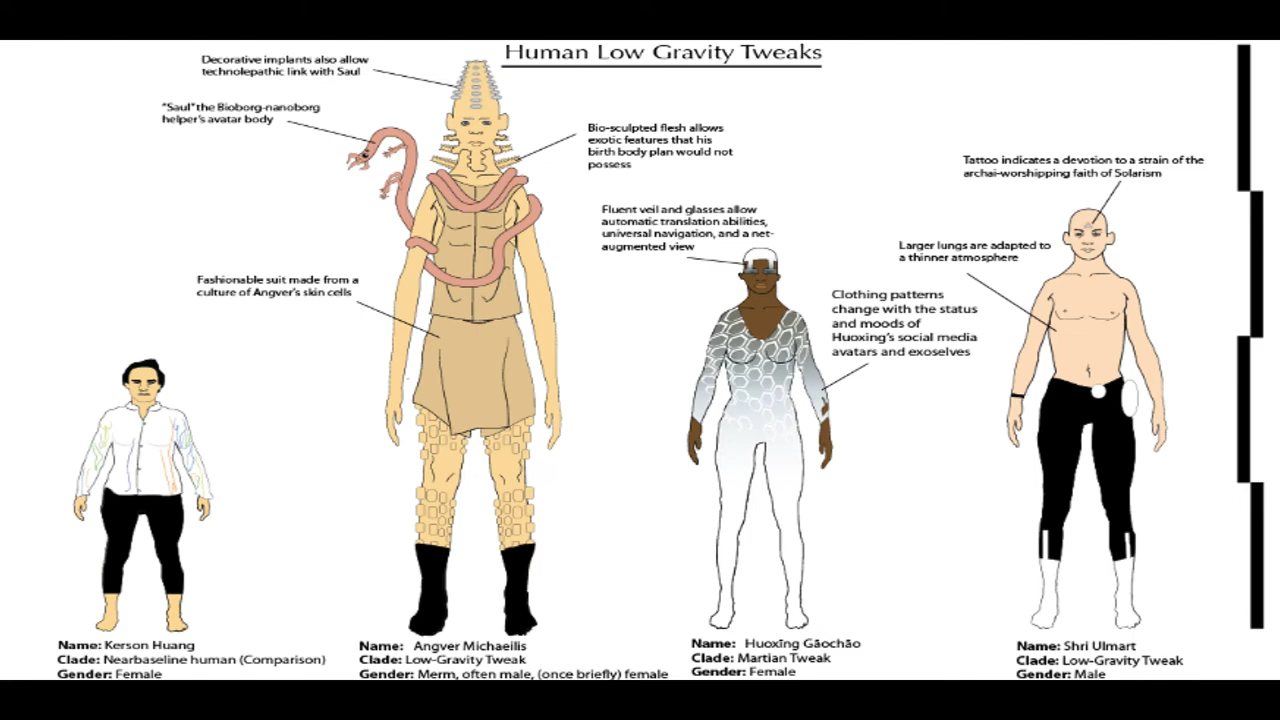 Human Low Gravity Tweaks
Decorative implants also allow
technolepathic link with Saul
"Saul" the Bioborg-nanoborg
helper's avatar body
Bio-sculpted flesh allows
exotic features that his
birth body plan would not
possess
Fashionable suit made from a
culture of Angver's skin cells
Fluent veil and glasses allow
automatic translation abilities,
universal navigation, and a net-
augmented view
Clothing patterns
change with the status
and moods of
Huoxing's social media
avatars and exoselves
Tattoo indicates a devotion to a strain of the
archai-worshipping faith of Solarism
Larger lungs are adapted to
a thinner atmosphere
Name: Kerson Huang
Clade: Nearbaseline human (Comparison)
Gender: Female
Name: Angver Michaeilis
Clade: Low-Gravity Tweak
Gender: Merm, often male, (once briefly) female
Name: Huoxīng Gāochāo
Clade: Martian Tweak
Gender: Female
Name: Shri Ulmart
Clade: Low-Gravity Tweak
Gender: Male